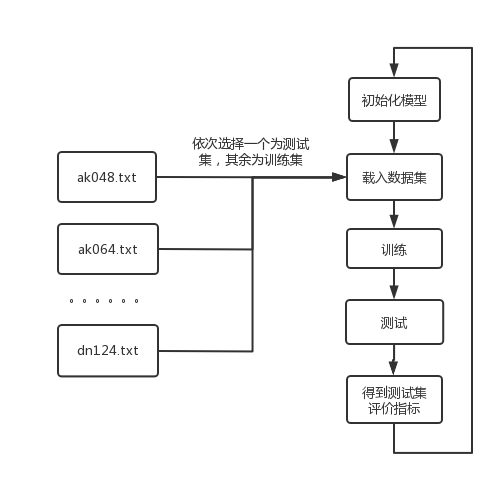 初始化模型
依次选择一个为测试
集，其余为训练集
ak048.txt
载入数据集
ak064.txt
训练
。。。。。。
测试
dn124.txt
得到测试集
评价指标